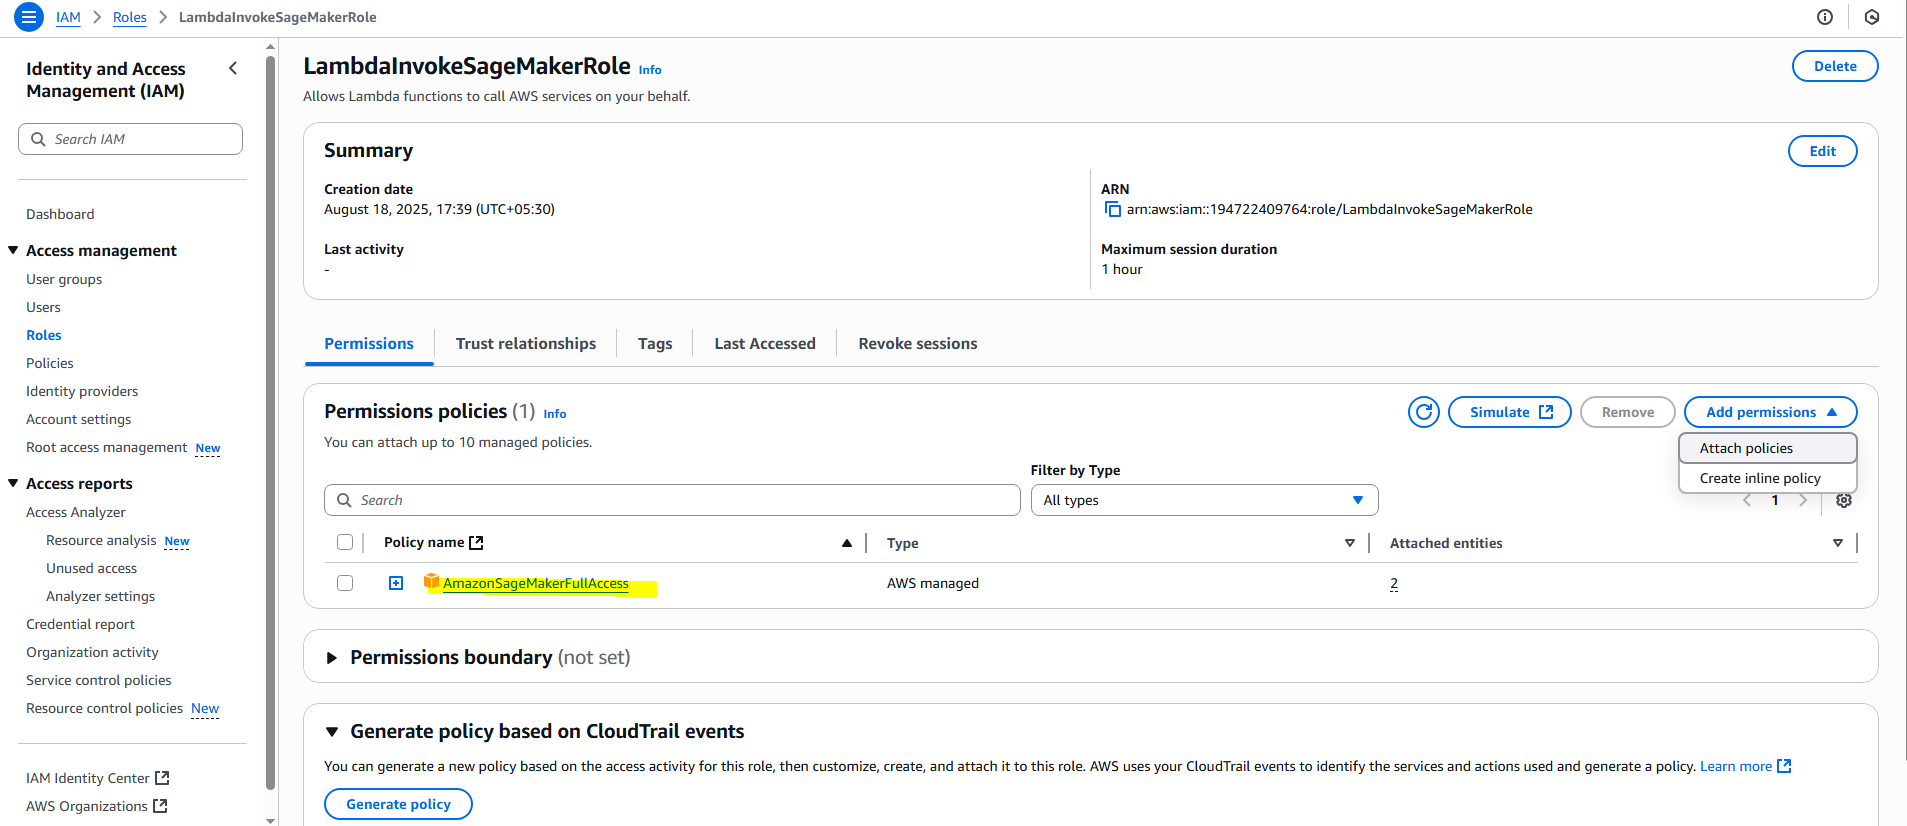 IAM > Roles > LambdaInvokeSageMakerRole
Identity and Access Management (IAM)
Search IAM
Dashboard
Access management
User groups
Users
Roles
Policies
Identity providers
Account settings
Root access management New
Access reports
Access Analyzer
Resource analysis New
Unused access
Analyzer settings
Credential report
Organization activity
Service control policies
Resource control policies New
IAM Identity Center
AWS Organizations
LambdaInvokeSageMakerRole Info
Delete
Allows Lambda functions to call AWS services on your behalf.
Summary
Edit
Creation date
August 18, 2025, 17:39 (UTC+05:30)
ARN
arn:aws:iam::194722409764:role/LambdaInvokeSageMakerRole
Last activity
-
Maximum session duration
1 hour
Permissions Trust relationships Tags Last Accessed Revoke sessions
Permissions policies (1) Info
Simulate Remove Add permissions
You can attach up to 10 managed policies.
Attach policies
Create inline policy
Filter by Type
Search
All types
1
Policy name Type Attached entities
AmazonSageMakerFullAccess AWS managed 2
Permissions boundary (not set)
Generate policy based on CloudTrail events
You can generate a new policy based on the access activity for this role, then customize, create, and attach it to this role. AWS uses your CloudTrail events to identify the services and actions used and generate a policy. Learn more
Generate policy